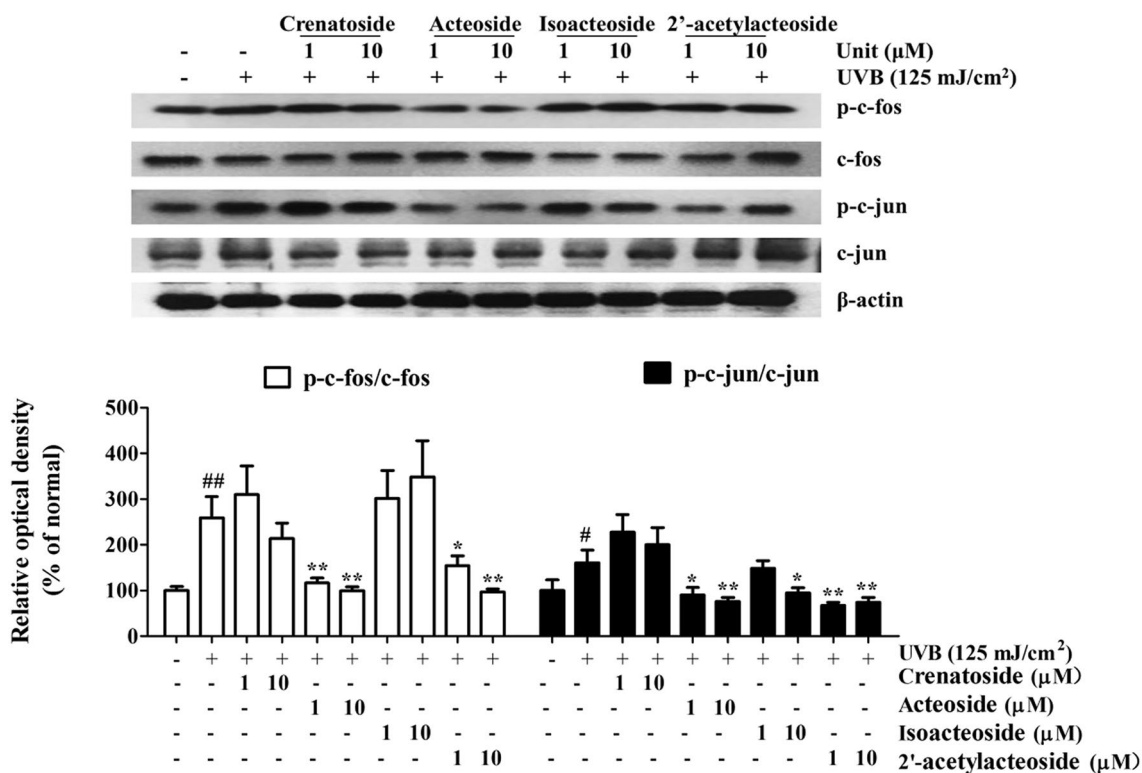 Crenatoside Acteoside Isoacteoside 2’-acetylacteoside
- - 1 10 1 10 1 10 1 10 Unit (μM)
- + + + + + + + + + UVB (125 mJ/cm²)
p-c-fos
c-fos
p-c-jun
c-jun
β-actin
p-c-fos/c-fos p-c-jun/c-jun
Relative optical density
(% of normal)
500
400
300
200
100
0
## ** ** * ** # * ** * ** **
- + + + + + + + + + - + + + + + + + + + UVB (125 mJ/cm²)
- - 1 10 - - - - - - - - 1 10 - - - - - - Crenatoside (μM)
- - - - 1 10 - - - - - - - - 1 10 - - - - Acteoside (μM)
- - - - - - 1 10 - - - - - - - - 1 10 - - Isoacteoside (μM)
- - - - - - - - 1 10 - - - - - - - - 1 10 2'-acetylacteoside (μM)